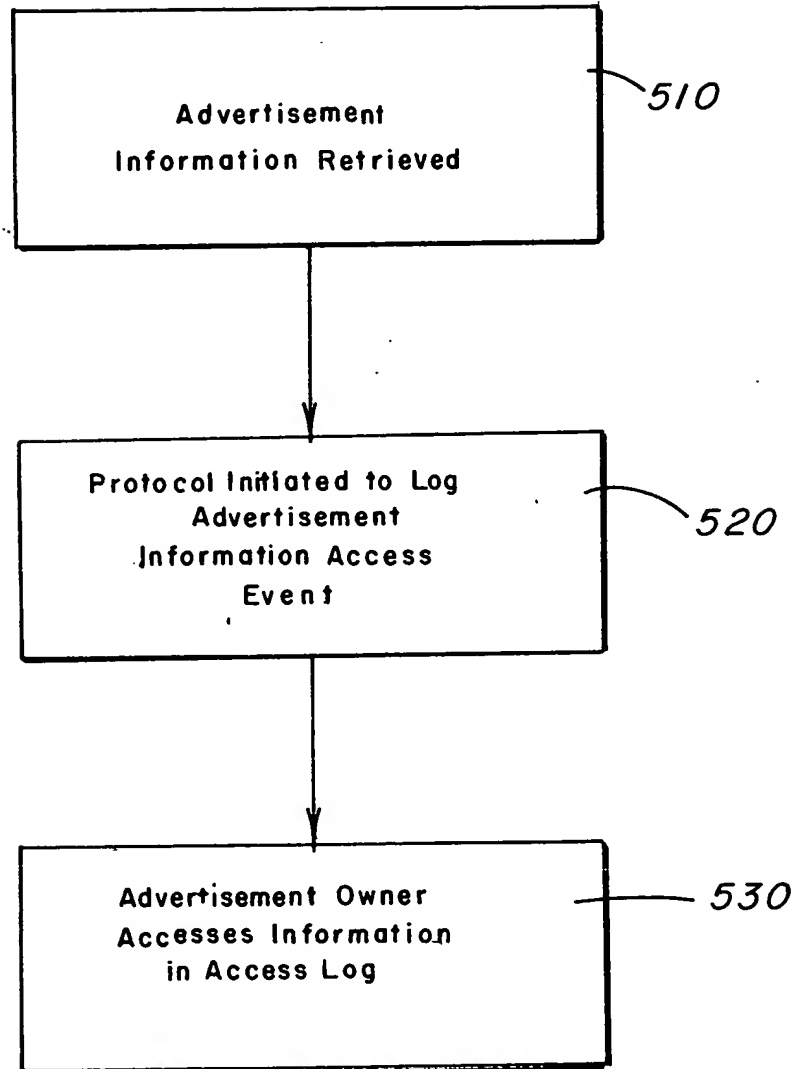 Advertisement
Information Retrieved
510
Protocol Initiated to Log
Advertisement
Information Access
Event
520
Advertisement Owner
Accesses Information
in Access Log
530